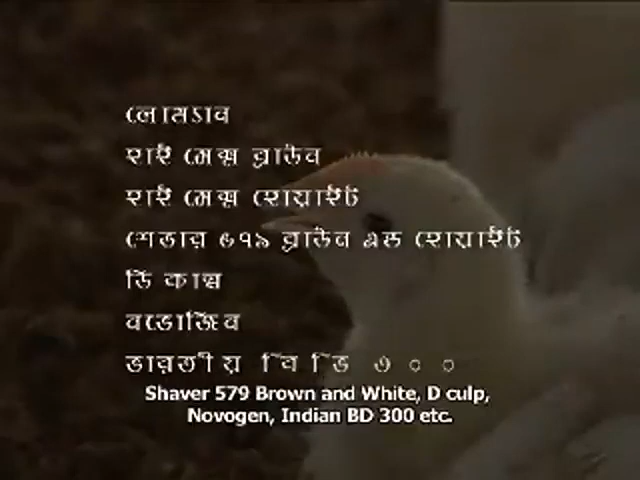 হাই মেক্স ব্রাউন
হাই মেক্স হোয়াইট
শেভার ৫৭৯ ব্রাউন এন্ড হোয়াইট
ডি
নভোজিন
ভারতীয় বি ভি ৩০০
Shaver 579 Brown and White, D culp,
Novogen, Indian BD 300 etc.